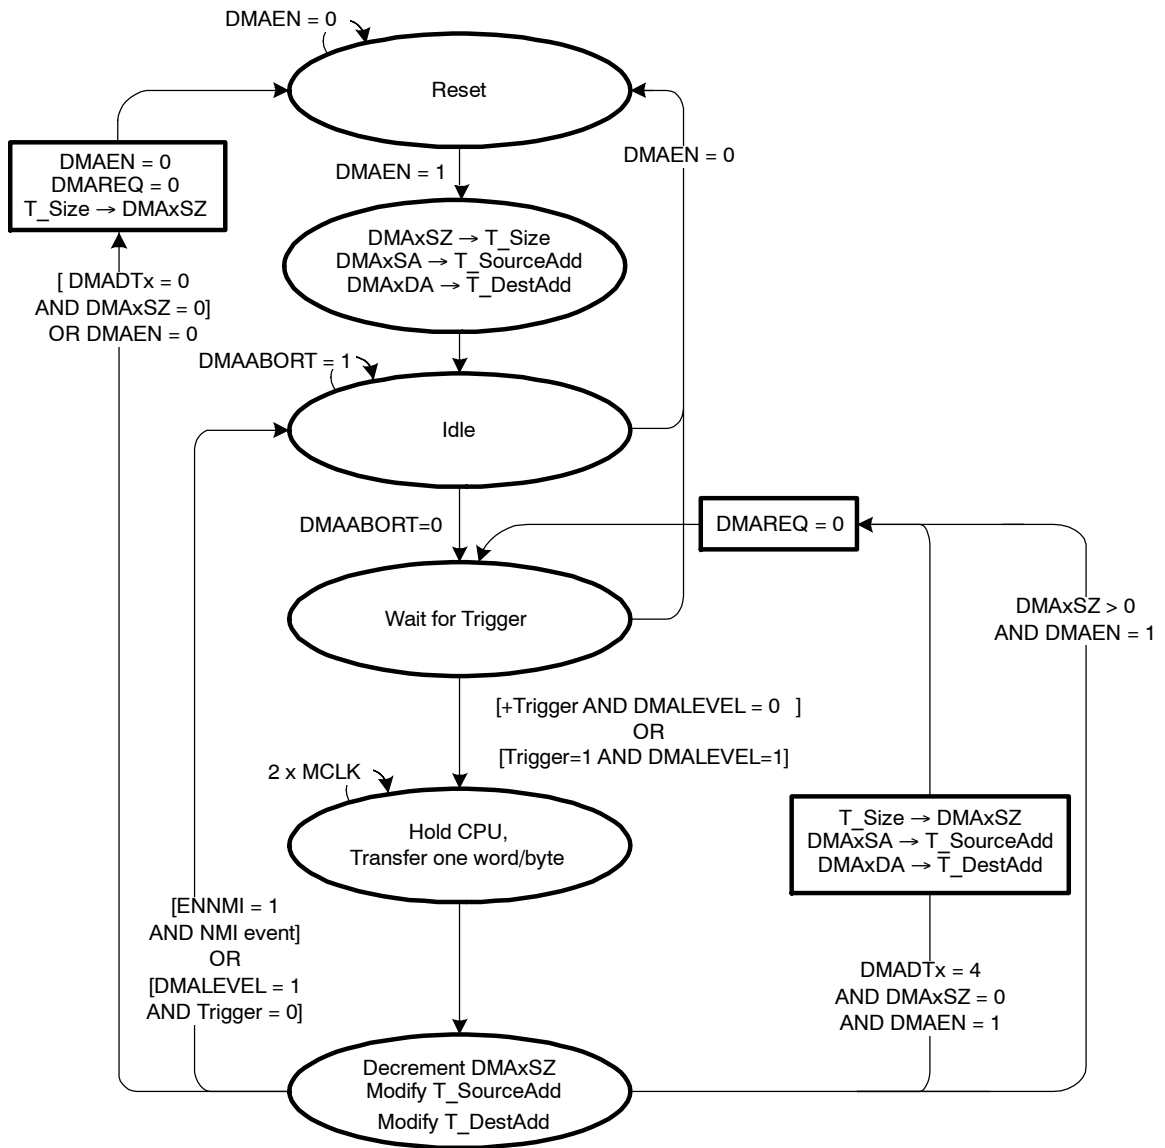 DMAEN = 0
Reset
DMAEN = 0
DMAREQ = 0
T_Size → DMAxSZ
DMAEN = 1
DMAEN = 0
DMAxSZ → T_Size
DMAxSA → T_SourceAdd
DMAxDA → T_DestAdd
[ DMADTx = 0
AND DMAxSZ = 0]
OR DMAEN = 0
DMAABORT = 1
Idle
DMAABORT=0
DMAREQ = 0
Wait for Trigger
DMAxSZ > 0
AND DMAEN = 1
[+Trigger AND DMALEVEL = 0 ]
OR
[Trigger=1 AND DMALEVEL=1]
2 x MCLK
Hold CPU,
Transfer one word/byte
T_Size → DMAxSZ
DMAxSA → T_SourceAdd
DMAxDA → T_DestAdd
[ENNMI = 1
AND NMI event]
OR
[DMALEVEL = 1
AND Trigger = 0]
DMADTx = 4
AND DMAxSZ = 0
AND DMAEN = 1
Decrement DMAxSZ
Modify T_SourceAdd
Modify T_DestAdd